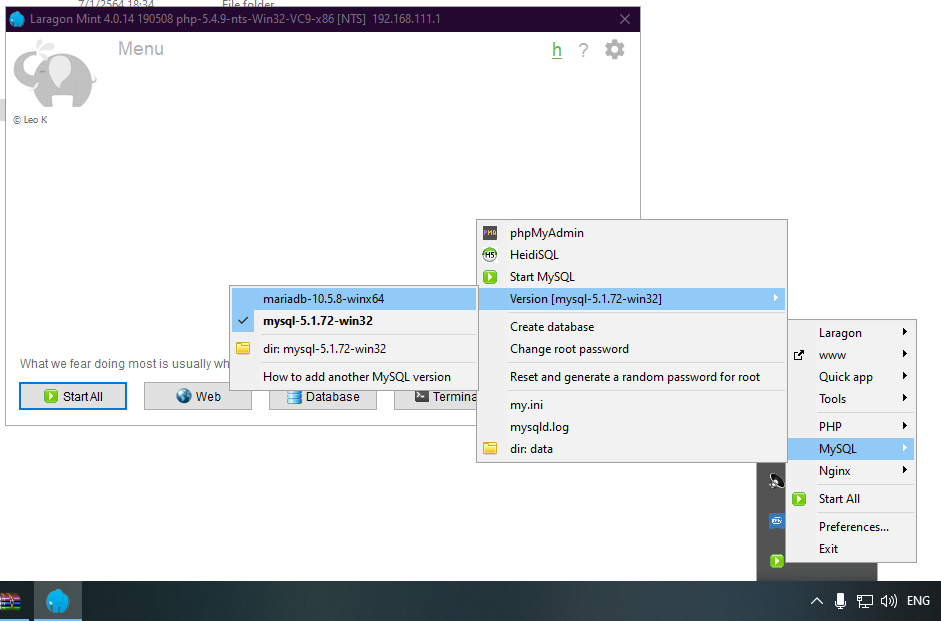 7/1/2564 18:34
File folder
Laragon Mint 4.0.14 190508 php-5.4.9-nts-Win32-VC9-x86 [NTS] 192.168.111.1
Menu
h
?
© Leo K
phpMyAdmin
HeidiSQL
Start MySQL
Version [mysql-5.1.72-win32]
Create database
Change root password
Reset and generate a random password for root
my.ini
mysqld.log
dir: data
mariadb-10.5.8-winx64
mysql-5.1.72-win32
dir: mysql-5.1.72-win32
How to add another MySQL version
Laragon
www
Quick app
Tools
PHP
MySQL
Nginx
Start All
Preferences...
Exit
What we fear doing most is usually wh
Start All
Web
Database
Termina
ENG